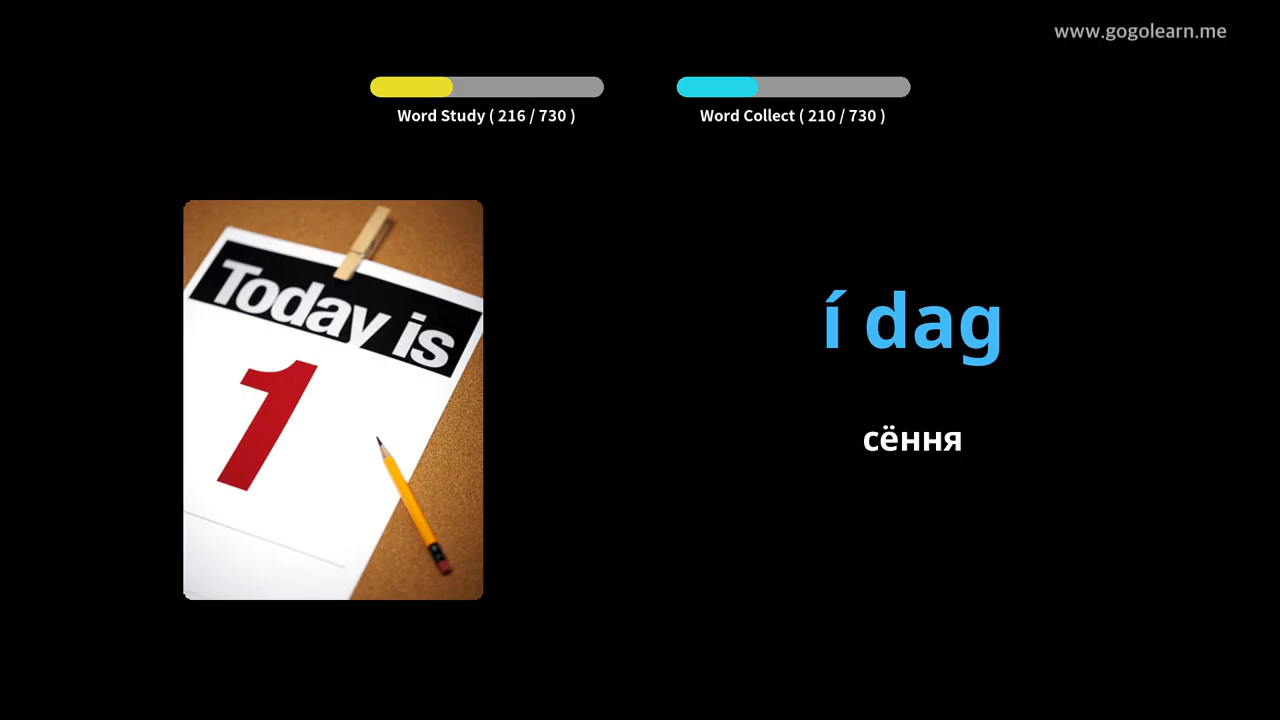 www.gogolearn.me
Word Study ( 216 / 730 )
Word Collect ( 210 / 730 )
Today is
1
í dag
сёння